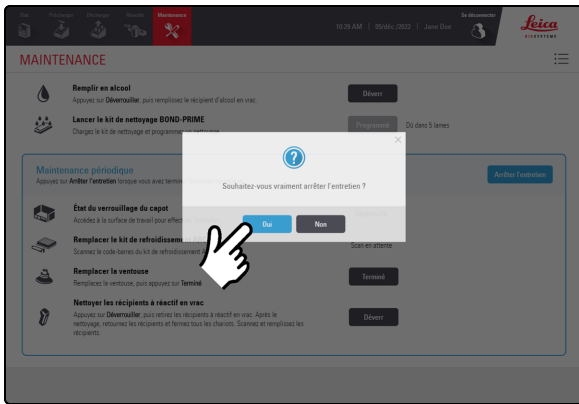 État Précharger Recharger Réactifs Maintenance
10:26 AM | 05/déc./2022 | Jane Doe
Se déconnecter
Leica
BIOSYSTEMS
MAINTENANCE
Remplir en alcool
Appuyez sur Déverrouiller, puis remplissez le récipient d'alcool en vrac.
Déverr
Lancer le kit de nettoyage BOND-PRIME
Chargez le kit de nettoyage et programmez un nettoyage.
Programmé
Dû dans 5 lames
Maintenance périodique
Appuyez sur Arrêter l'entretien lorsque vous avez terminé
Arrêter l'entretien
Souhaitez-vous vraiment arrêter l'entretien ?
Oui
Non
État du verrouillage du capot
Accédez à la surface de travail pour effect
Remplacer le kit de refroidissem
Scannez le code-barres du kit de refroidissement A
Scan en attente
Remplacer la ventouse
Remplacez la ventouse, puis appuyez sur Terminé
Terminé
Nettoyer les récipients à réactif en vrac
Appuyez sur Déverrouiller, puis retirez les récipients à réactif en vrac. Après le
nettoyage, retournez les récipients et fermez tous les chariots. Scannez et remplissez les
récipients.
Déverr